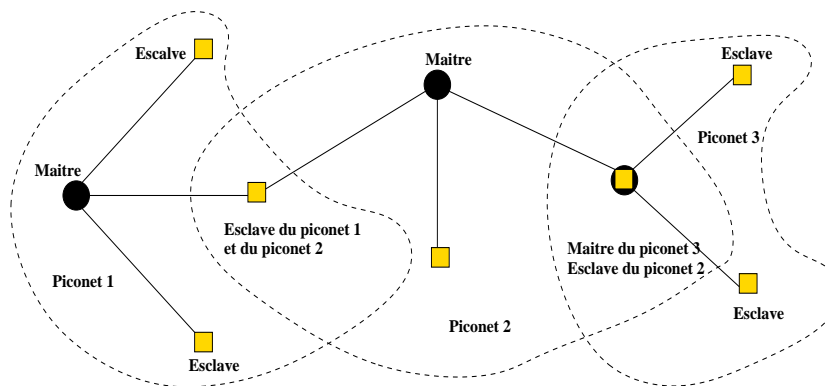 Escalve
Maitre
Esclave
Maitre
Piconet 3
Esclave du piconet 1
et du piconet 2
Maitre du piconet 3
Esclave du piconet 2
Piconet 1
Piconet 2
Esclave
Esclave